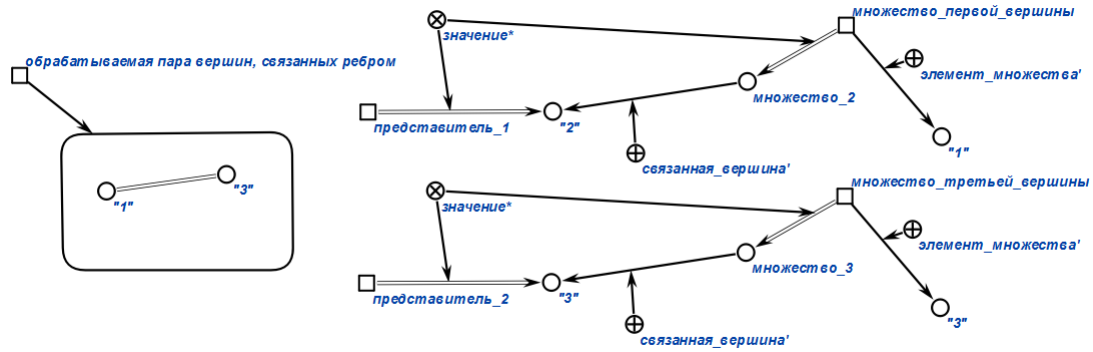 обрабатываемая пара вершин, связанных ребром
"1"
"3"
значение*
множество_первой_вершины
элемент_множества'
множество_2
представитель_1
"2"
"1"
связанная_вершина'
значение*
множество_третьей_вершины
элемент_множества'
множество_3
представитель_2
"3"
"3"
связанная_вершина'